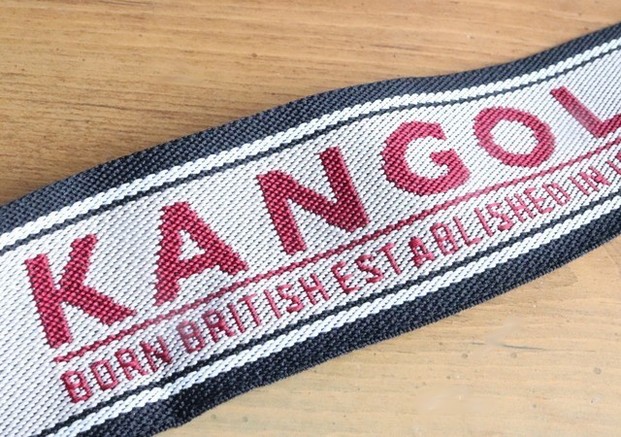 KANGOL
BORN BRITISH ESTABLISHED IN